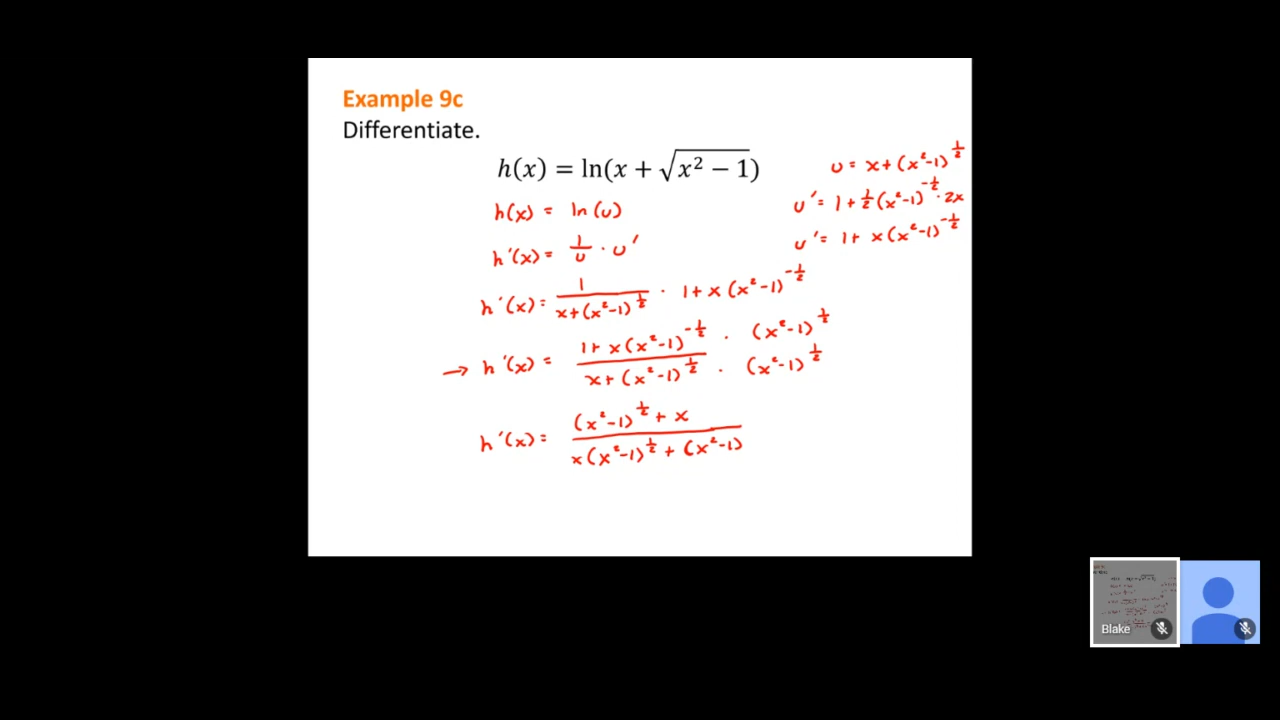 Example 9c
Differentiate.
h(x) = ln(x + √(x² − 1))
u = x + (x²-1)^(1/2)
h(x) = ln(u)
u' = 1 + 1/2 (x²-1)^(-1/2) · 2x
h'(x) = 1/u · u'
u' = 1 + x(x²-1)^(-1/2)
h'(x) = 1/(x+(x²-1)^(1/2)) · 1 + x(x²-1)^(-1/2)
→ h'(x) = (1 + x(x²-1)^(-1/2))/(x+(x²-1)^(1/2)) · (x²-1)^(1/2)/(x²-1)^(1/2)
h'(x) = ((x²-1)^(1/2) + x)/(x(x²-1)^(1/2) + (x²-1))
Blake